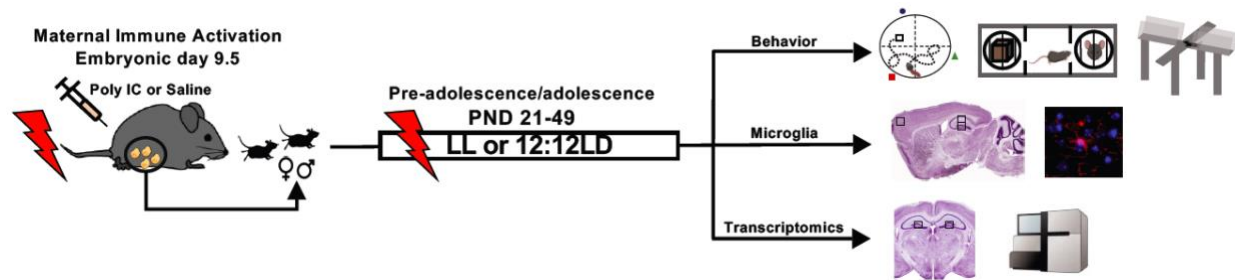 Maternal Immune Activation
Embryonic day 9.5
Poly IC or Saline
Pre-adolescence/adolescence
PND 21-49
LL or 12:12LD
Behavior
Microglia
Transcriptomics